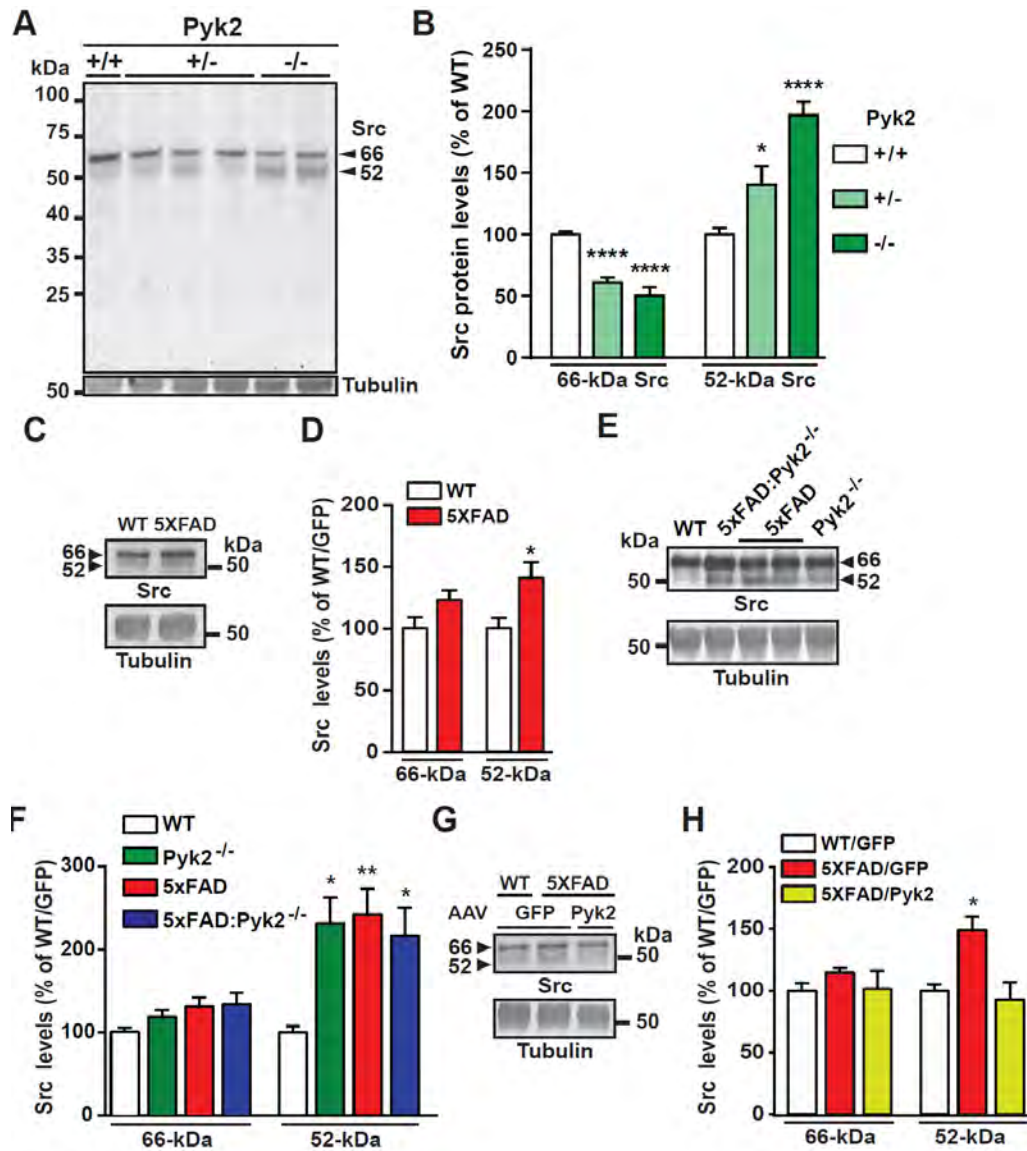 A
Pyk2
+/+ +/- -/-
kDa
100
75
50
40
35
25
50
Src
66
52
Tubulin
B
Src protein levels (% of WT)
200
150
100
50
0
****
****
*
****
66-kDa Src 52-kDa Src
Pyk2
+/+
+/-
-/-
C
WT 5XFAD
kDa
66
52
50
Src
50
Tubulin
D
WT
5XFAD
Src levels (% of WT/GFP)
150
100
50
0
*
66-kDa 52-kDa
E
WT
5xFAD:Pyk2-/-
5xFAD
Pyk2-/-
kDa
50
66
52
Src
50
Tubulin
F
WT
Pyk2-/-
5xFAD
5xFAD:Pyk2-/-
Src levels (% of WT/GFP)
300
200
100
0
* ** *
66-kDa 52-kDa
G
WT 5XFAD
AAV GFP Pyk2
kDa
66
52
50
Src
50
Tubulin
H
WT/GFP
5XFAD/GFP
5XFAD/Pyk2
Src levels (% of WT/GFP)
200
150
100
50
0
*
66-kDa 52-kDa